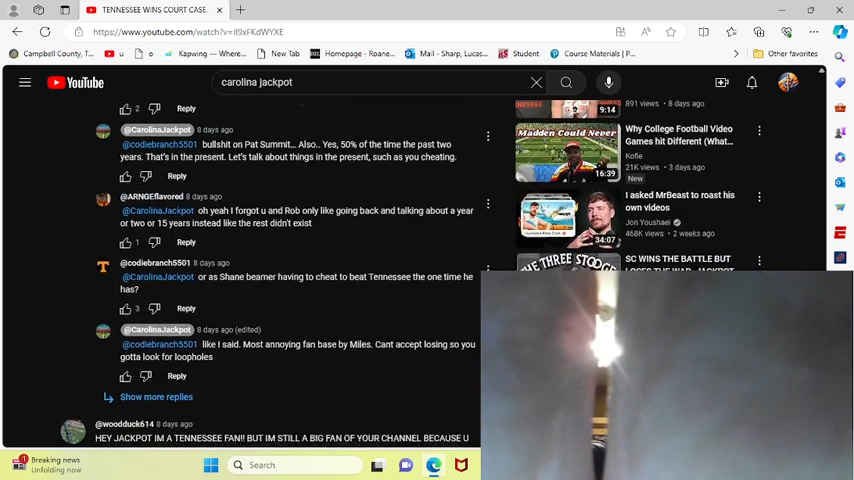 TENNESSEE WINS COURT CASE.
https://www.youtube.com/watch?v=II9xFKdWYXE
Campbell County, T...
u
Kapwing — Where...
New Tab
Homepage - Roane...
Mail - Sharp, Lucas...
Student
Course Materials | P...
Other favorites
YouTube
carolina jackpot
2 Reply
@CarolinaJackpot 8 days ago
@codiebranch5501 bullshit on Pat Summit... Also.. Yes, 50% of the time the past two
years. That's in the present. Let's talk about things in the present, such as you cheating.
Reply
@ARNGEflavored 8 days ago
@CarolinaJackpot oh yeah I forgot u and Rob only like going back and talking about a year
or two or 15 years instead like the rest didn't exist
1 Reply
@codiebranch5501 8 days ago
@CarolinaJackpot or as Shane beamer having to cheat to beat Tennessee the one time he
has?
3 Reply
@CarolinaJackpot 8 days ago (edited)
@codiebranch5501 like I said. Most annoying fan base by Miles. Cant accept losing so you
gotta look for loopholes
Reply
Show more replies
@woodduck614 8 days ago
HEY JACKPOT IM A TENNESSEE FAN!! BUT IM STILL A BIG FAN OF YOUR CHANNEL BECAUSE U
9:14
891 views • 8 days ago
Madden Could Never
16:39
Why College Football Video
Games hit Different (What...
Kofie
21K views • 3 days ago
New
34:07
I asked MrBeast to roast his
own videos
Jon Youshaei
468K views • 2 weeks ago
THE THREE STOOGE
SC WINS THE BATTLE BUT
LOSES THE WAR. JACKPOT
1
Breaking news
Unfolding now
Search